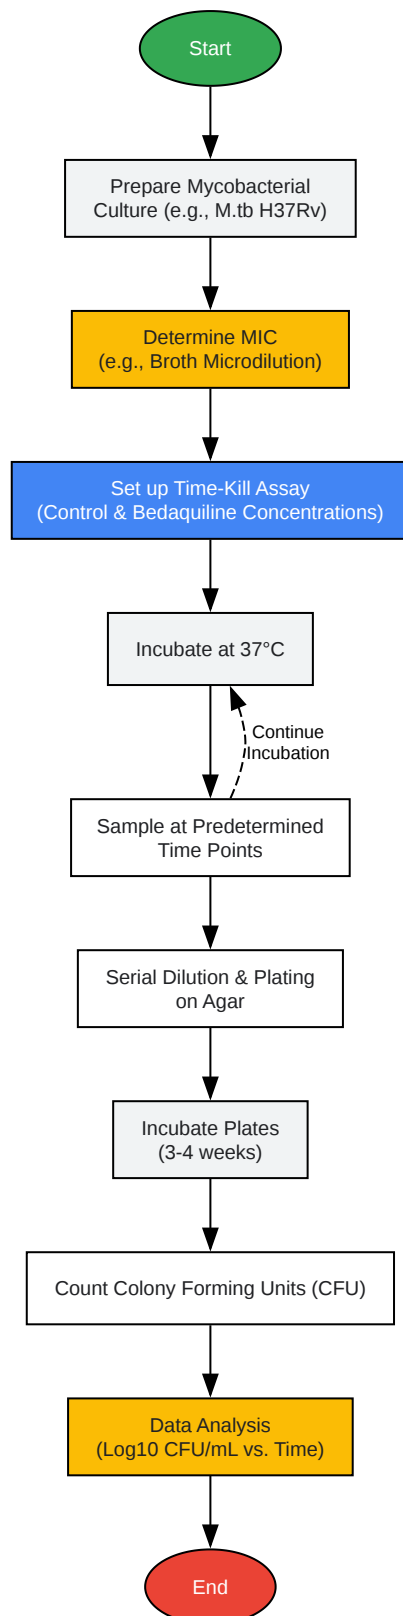 Start
Prepare Mycobacterial
Culture (e.g., M.tb H37Rv)
Determine MIC
(e.g., Broth Microdilution)
Set up Time-Kill Assay
(Control & Bedaquiline Concentrations)
Incubate at 37°C
Continue
Incubation
Sample at Predetermined
Time Points
Serial Dilution & Plating
on Agar
Incubate Plates
(3-4 weeks)
Count Colony Forming Units (CFU)
Data Analysis
(Log10 CFU/mL vs. Time)
End